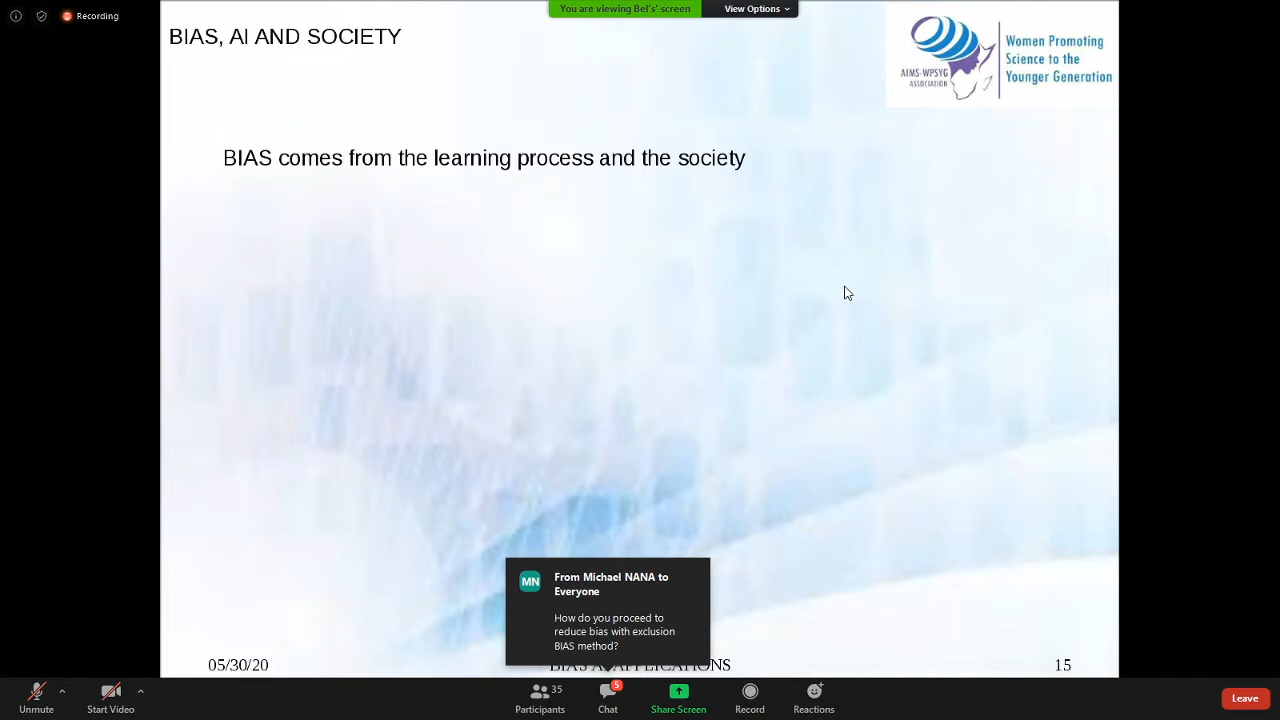 Recording
You are viewing Bel's' screen
View Options
BIAS, AI AND SOCIETY
AIMS-WPSYG
ASSOCIATION
Women Promoting
Science to the
Younger Generation
BIAS comes from the learning process and the society
MN
From Michael NANA to
Everyone
How do you proceed to
reduce bias with exclusion
BIAS method?
05/30/20
BIAS APPLICATIONS
15
Unmute
Start Video
35
Participants
5
Chat
Share Screen
Record
Reactions
Leave